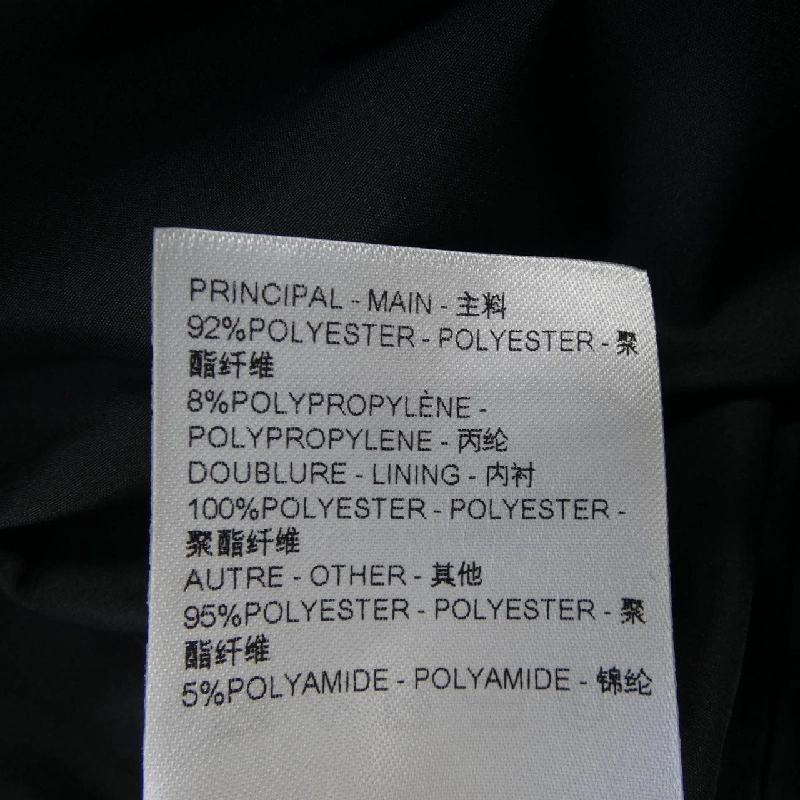 PRINCIPAL - MAIN - 主料
92%POLYESTER - POLYESTER - 聚
酯纤维
8%POLYPROPYLÈNE -
POLYPROPYLENE - 丙纶
DOUBLURE - LINING - 内衬
100%POLYESTER - POLYESTER -
聚酯纤维
AUTRE - OTHER - 其他
95%POLYESTER - POLYESTER - 聚
酯纤维
5%POLYAMIDE - POLYAMIDE - 锦纶